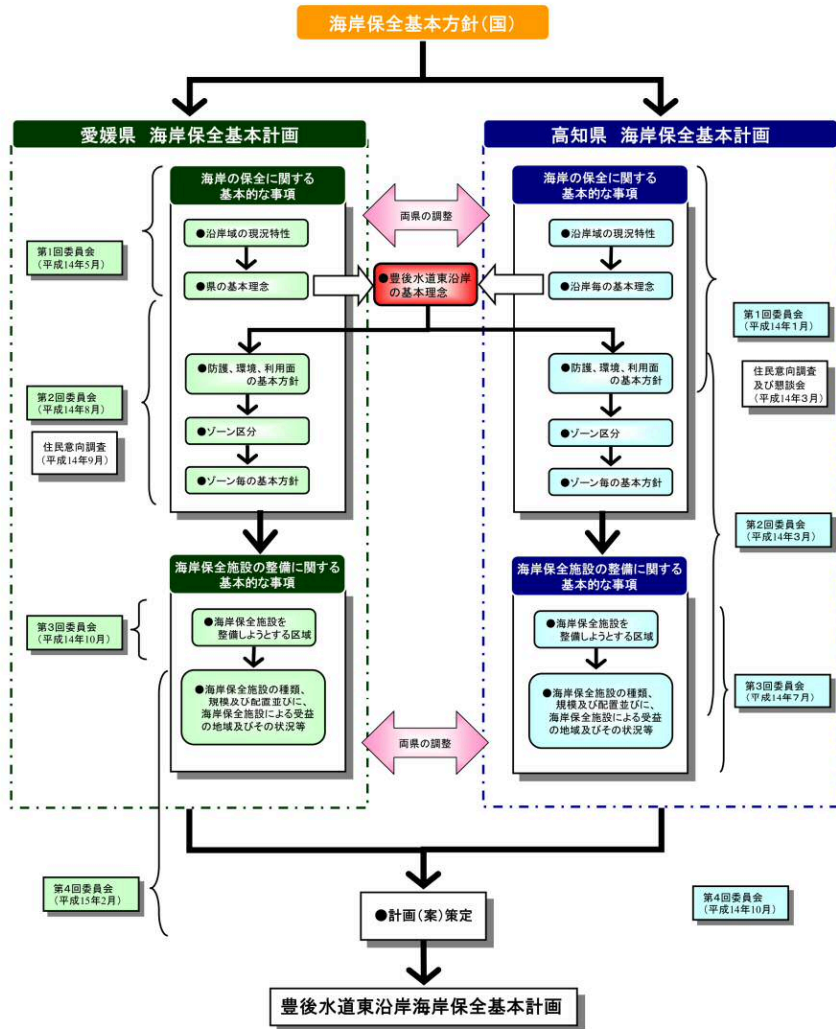 海岸保全基本方針(国)
愛媛県 海岸保全基本計画
海岸の保全に関する
基本的な事項
●沿岸域の現況特性
●県の基本理念
第1回委員会
(平成14年5月)
●防護、環境、利用面
の基本方針
●ゾーン区分
●ゾーン毎の基本方針
第2回委員会
(平成14年8月)
住民意向調査
(平成14年9月)
海岸保全施設の整備に関する
基本的な事項
●海岸保全施設を
整備しようとする区域
第3回委員会
(平成14年10月)
●海岸保全施設の種類、
規模及び配置並びに、
海岸保全施設による受益
の地域及びその状況等
第4回委員会
(平成15年2月)
両県の調整
●豊後水道東沿岸
の基本理念
両県の調整
高知県 海岸保全基本計画
海岸の保全に関する
基本的な事項
●沿岸域の現況特性
●沿岸毎の基本理念
第1回委員会
(平成14年1月)
●防護、環境、利用面
の基本方針
住民意向調査
及び懇談会
(平成14年3月)
●ゾーン区分
●ゾーン毎の基本方針
第2回委員会
(平成14年3月)
海岸保全施設の整備に関する
基本的な事項
●海岸保全施設を
整備しようとする区域
●海岸保全施設の種類、
規模及び配置並びに、
海岸保全施設による受益
の地域及びその状況等
第3回委員会
(平成14年7月)
第4回委員会
(平成14年10月)
●計画(案)策定
豊後水道東沿岸海岸保全基本計画